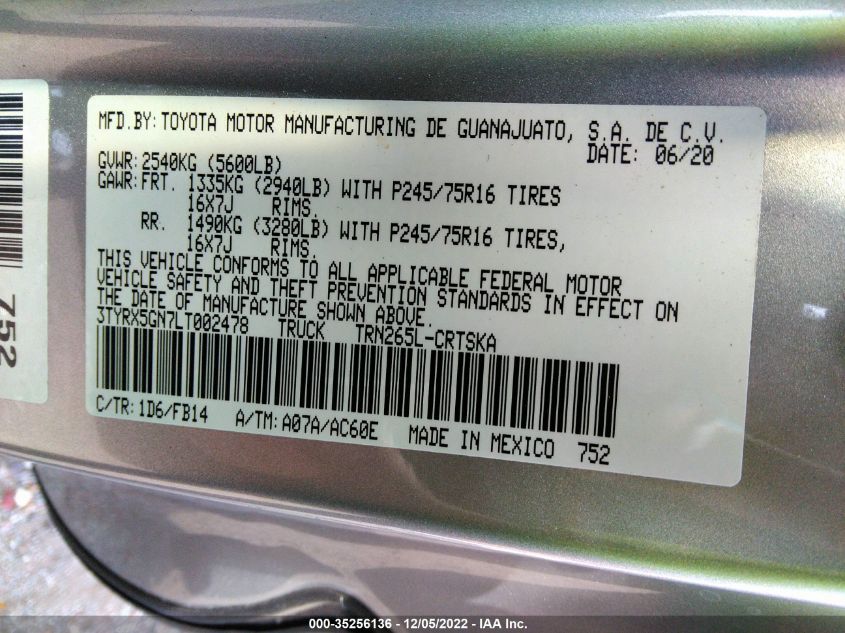 MFD.BY: TOYOTA MOTOR MANUFACTURING DE GUANAJUATO, S.A. DE C.V.
DATE: 06/20
GVWR: 2540KG (5600LB)
GAWR: FRT. 1335KG (2940LB) WITH P245/75R16 TIRES
16X7J RIMS.
RR. 1490KG (3280LB) WITH P245/75R16 TIRES,
16X7J RIMS.
THIS VEHICLE CONFORMS TO ALL APPLICABLE FEDERAL MOTOR
VEHICLE SAFETY AND THEFT PREVENTION STANDARDS IN EFFECT ON
THE DATE OF MANUFACTURE SHOWN ABOVE.
3TYRX5GN7LT002478 TRUCK TRN265L-CRTSKA
C/TR: 1D6/FB14 A/TM: A07A/AC60E MADE IN MEXICO 752
752
000-35256136 - 12/05/2022 - IAA Inc.